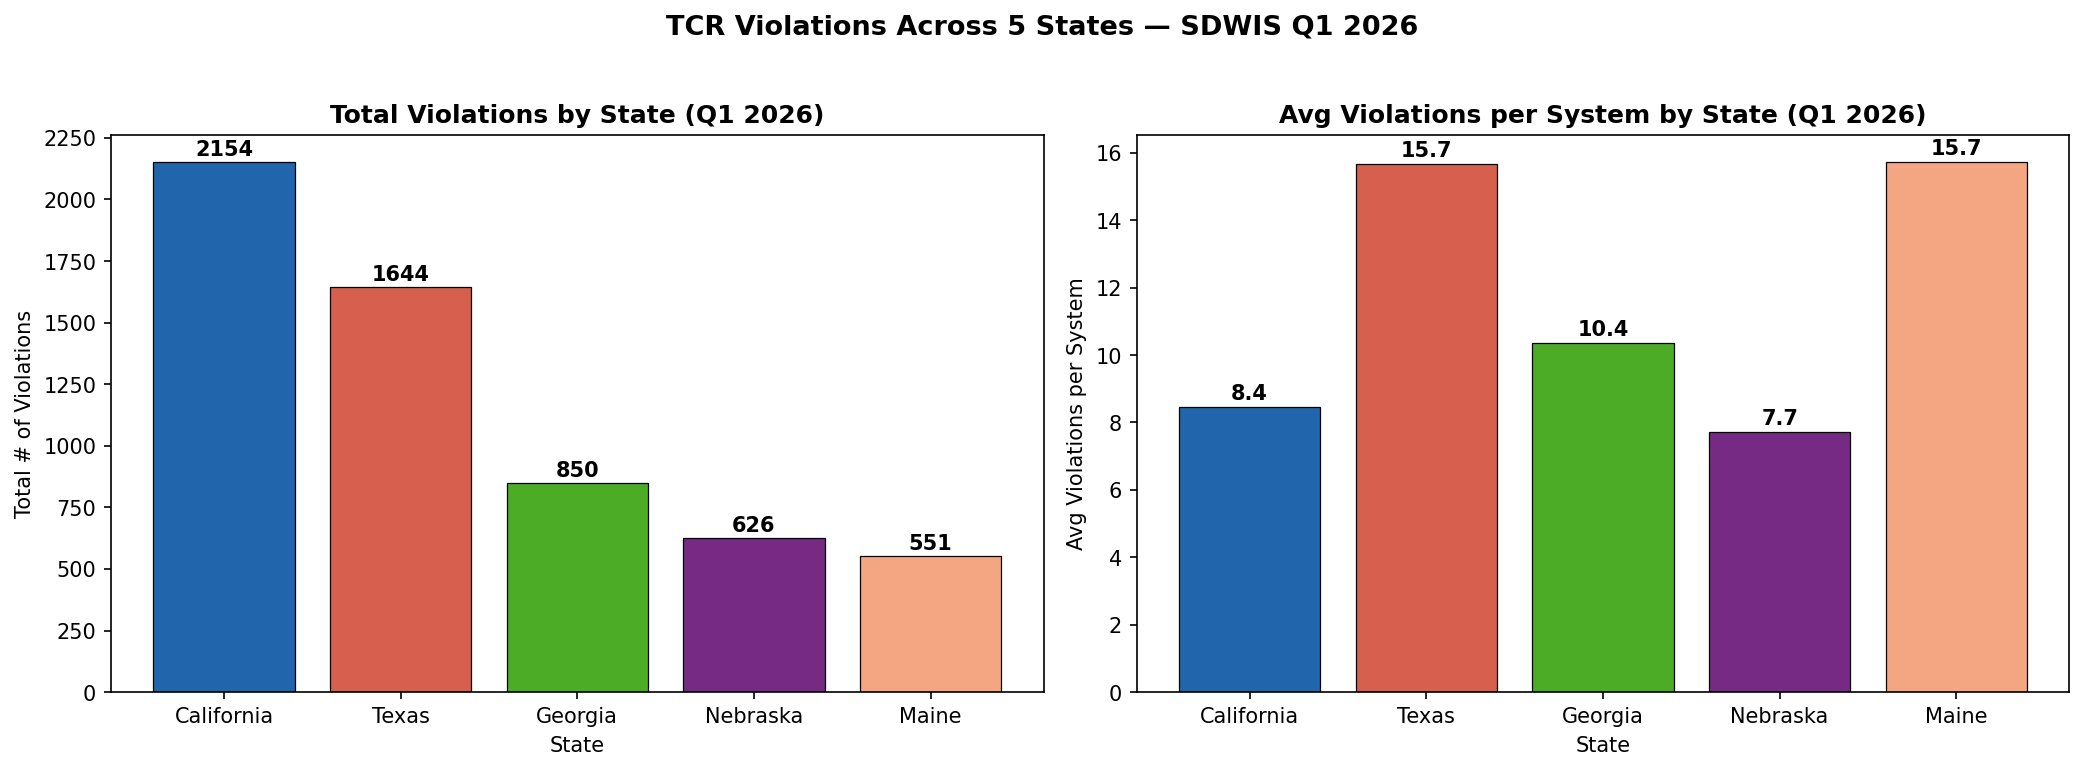 TCR Violations Across 5 States — SDWIS Q1 2026
Total Violations by State (Q1 2026)
Total # of Violations
2250
2000
1750
1500
1250
1000
750
500
250
0
2154
1644
850
626
551
California
Texas
Georgia
Nebraska
Maine
State
Avg Violations per System by State (Q1 2026)
Avg Violations per System
16
14
12
10
8
6
4
2
0
8.4
15.7
10.4
7.7
15.7
California
Texas
Georgia
Nebraska
Maine
State